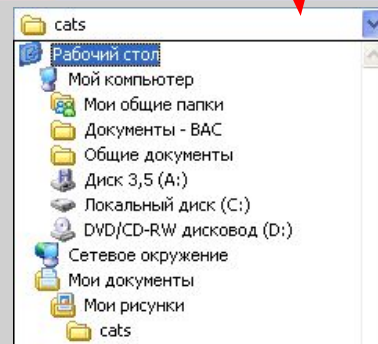 cats
Рабочий стол
Мой компьютер
Мои общие папки
Документы - BAC
Общие документы
Диск 3,5 (A:)
Локальный диск (C:)
DVD/CD-RW дисковод (D:)
Сетевое окружение
Мои документы
Мои рисунки
cats